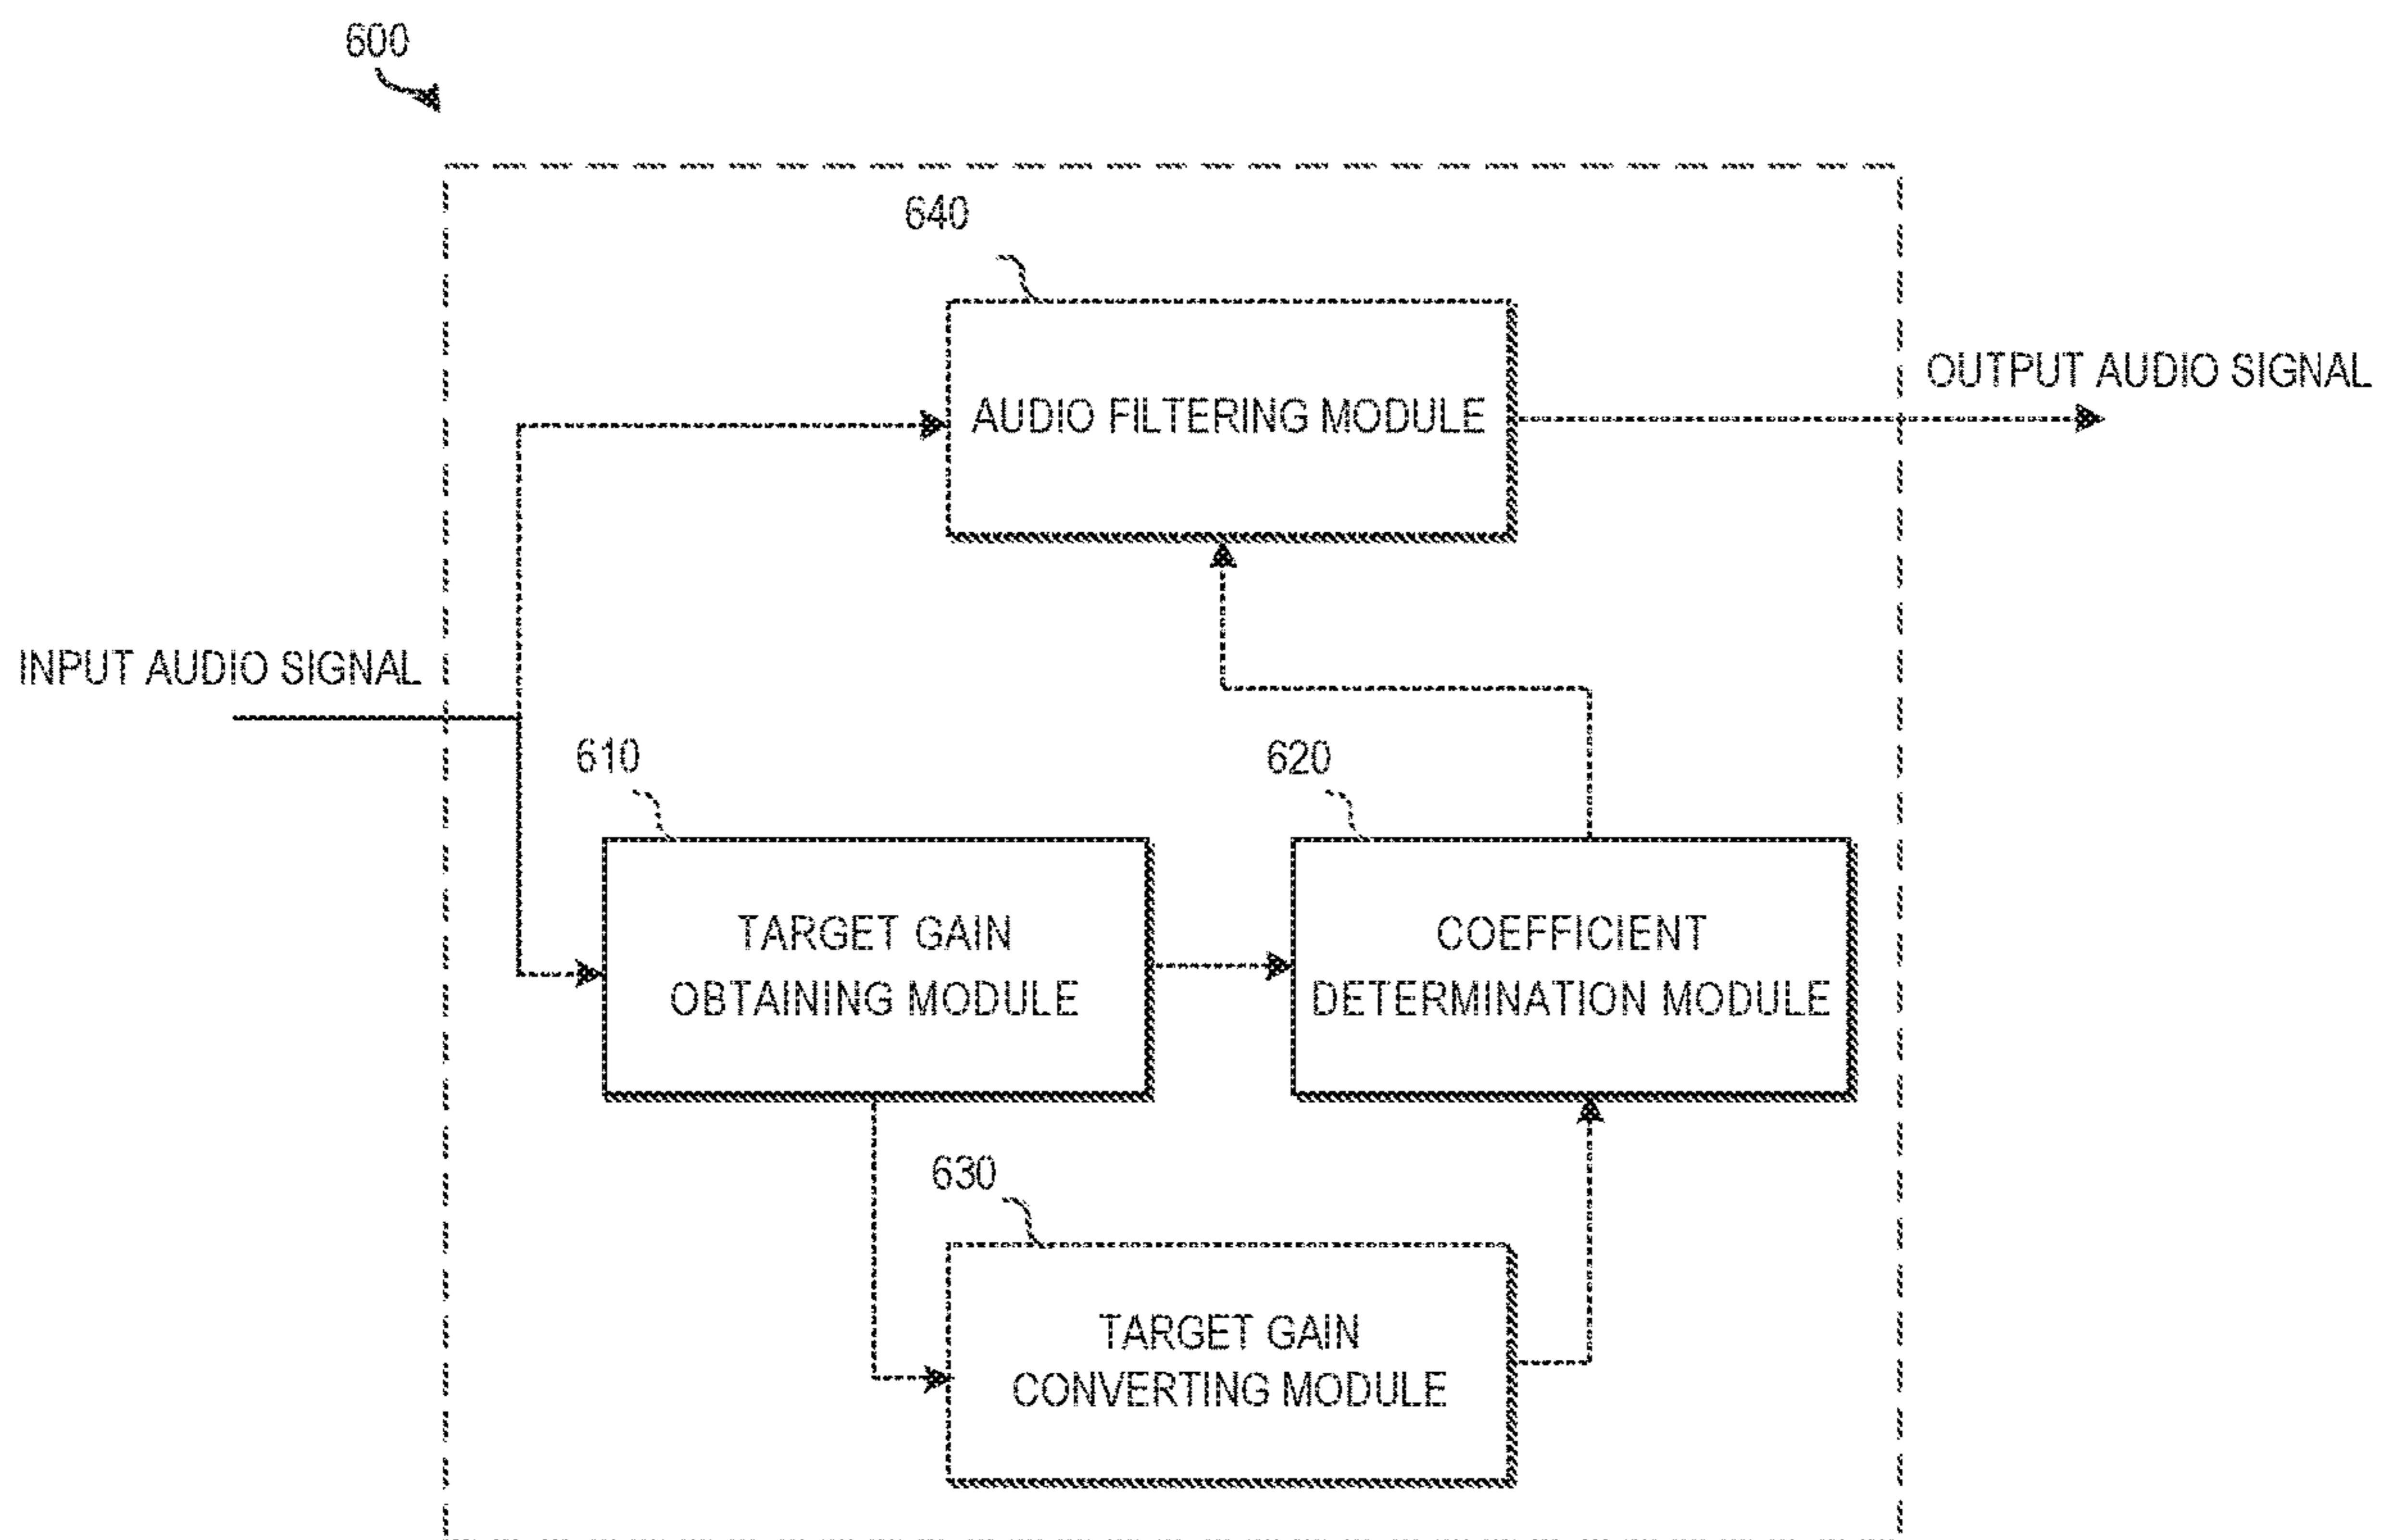 600
640
AUDIO FILTERING MODULE
OUTPUT AUDIO SIGNAL
INPUT AUDIO SIGNAL
610
620
TARGET GAIN
OBTAINING MODULE
COEFFICIENT
DETERMINATION MODULE
630
TARGET GAIN
CONVERTING MODULE